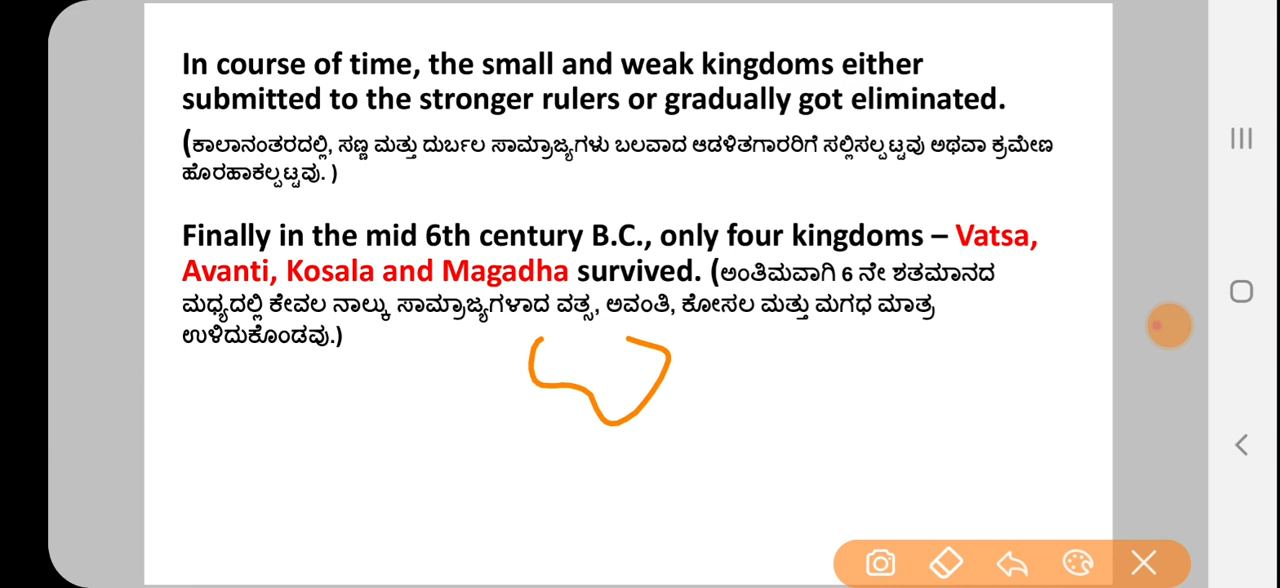 In course of time, the small and weak kingdoms either
submitted to the stronger rulers or gradually got eliminated.
(ಕಾಲಾನಂತರದಲ್ಲಿ, ಸಣ್ಣ ಮತ್ತು ದುರ್ಬಲ ಸಾಮ್ರಾಜ್ಯಗಳು ಬಲವಾದ ಆಡಳಿತಗಾರರಿಗೆ ಸಲ್ಲಿಸಲ್ಪಟ್ಟವು ಅಥವಾ ಕ್ರಮೇಣ
ಹೊರಹಾಕಲ್ಪಟ್ಟವು. )
Finally in the mid 6th century B.C., only four kingdoms – Vatsa,
Avanti, Kosala and Magadha survived. (ಅಂತಿಮವಾಗಿ 6 ನೇ ಶತಮಾನದ
ಮಧ್ಯದಲ್ಲಿ ಕೇವಲ ನಾಲ್ಕು ಸಾಮ್ರಾಜ್ಯಗಳಾದ ವತ್ಸ, ಅವಂತಿ, ಕೋಸಲ ಮತ್ತು ಮಗಧ ಮಾತ್ರ
ಉಳಿದುಕೊಂಡವು.)